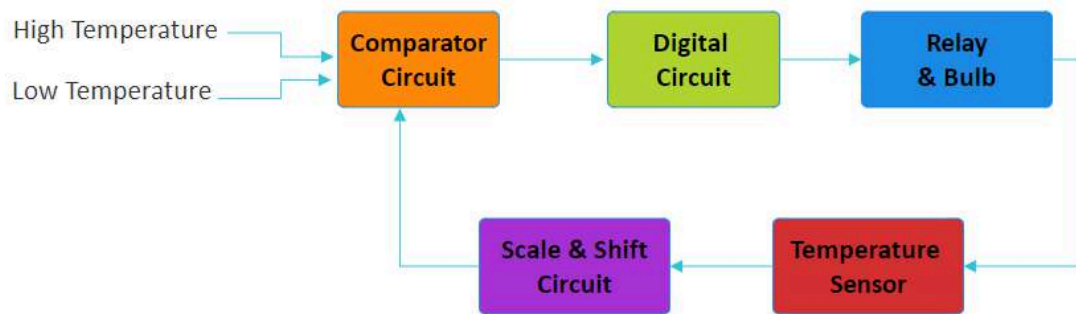 High Temperature
Low Temperature
Comparator
Circuit
Digital
Circuit
Relay
& Bulb
Scale & Shift
Circuit
Temperature
Sensor